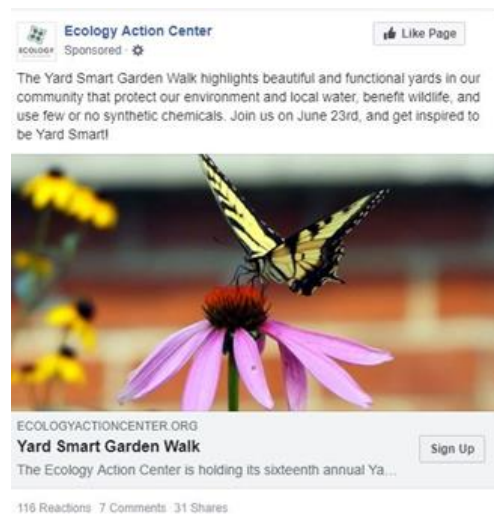 Ecology Action Center
Like Page
ECOLOGY
Sponsored ·
The Yard Smart Garden Walk highlights beautiful and functional yards in our
community that protect our environment and local water, benefit wildlife, and
use few or no synthetic chemicals. Join us on June 23rd, and get inspired to
be Yard Smart!
ECOLOGYACTIONCENTER.ORG
Yard Smart Garden Walk
Sign Up
The Ecology Action Center is holding its sixteenth annual Ya...
116 Reactions 7 Comments 31 Shares